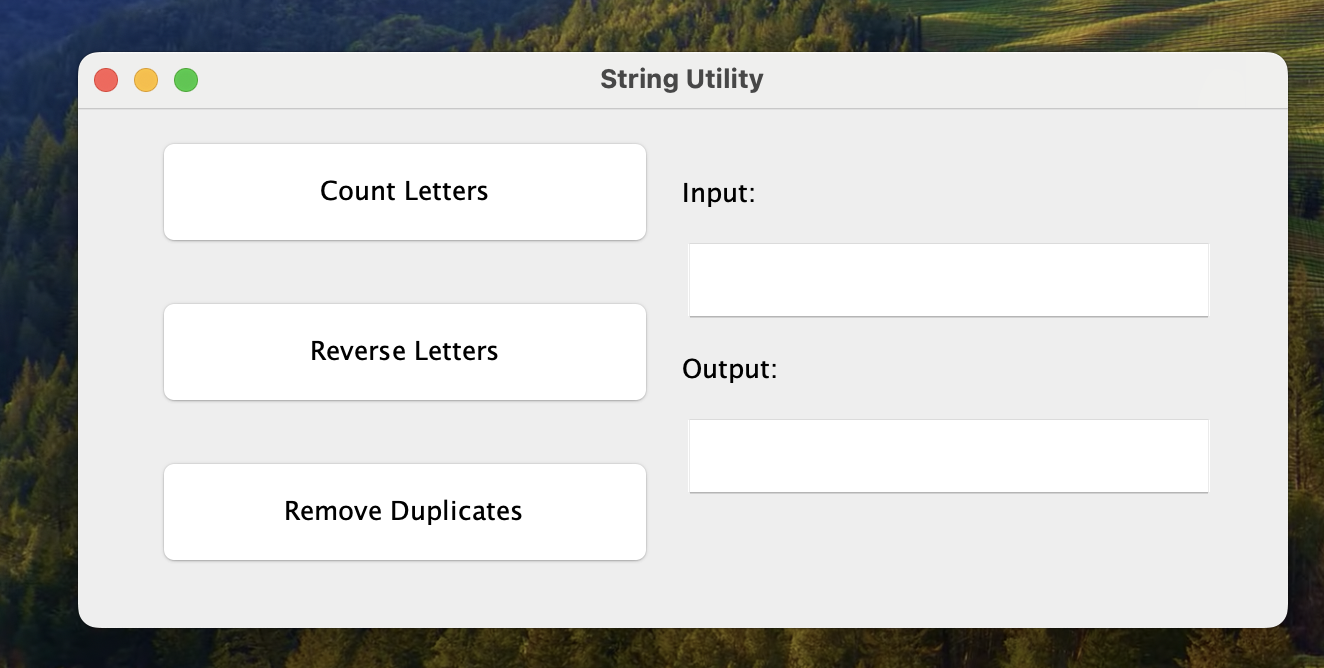 String Utility
Count Letters
Reverse Letters
Remove Duplicates
Input:
Output: